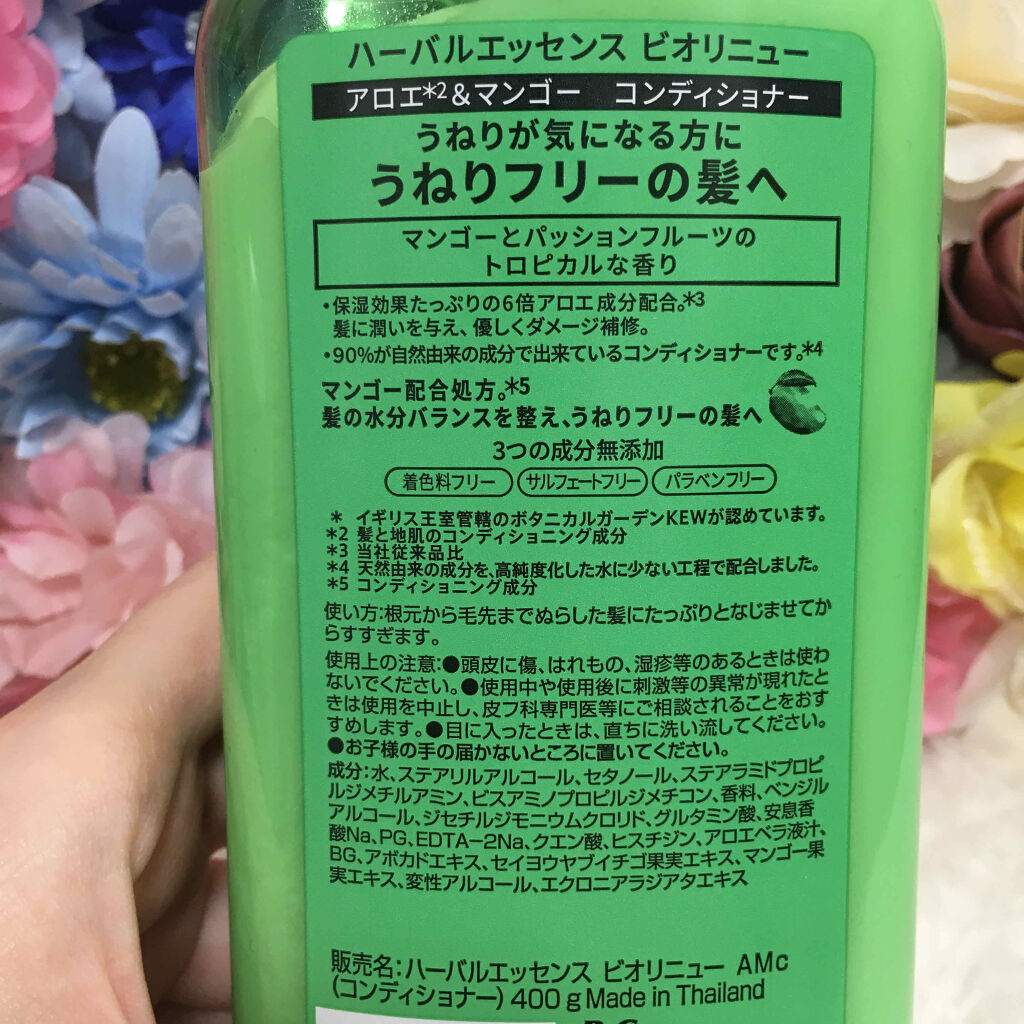 ハーバルエッセンス ビオリニュー
アロエ*2&マンゴー コンディショナー
うねりが気になる方に
うねりフリーの髪へ
マンゴーとパッションフルーツの
トロピカルな香り
・保湿効果たっぷりの6倍アロエ成分配合。*3
髪に潤いを与え、優しくダメージ補修。
・90%が自然由来の成分で出来ているコンディショナーです。*4
マンゴー配合処方。*5
髪の水分バランスを整え、うねりフリーの髪へ
3つの成分無添加
着色料フリー サルフェートフリー パラベンフリー
* イギリス王室管轄のボタニカルガーデンKEWが認めています。
*2 髪と地肌のコンディショニング成分
*3 当社従来品比
*4 天然由来の成分を、高純度化した水に少ない工程で配合しました。
*5 コンディショニング成分
使い方:根元から毛先までぬらした髪にたっぷりとなじませてか
らすすぎます。
使用上の注意:●頭皮に傷、はれもの、湿疹等のあるときは使わ
ないでください。●使用中や使用後に刺激等の異常が現れたと
きは使用を中止し、皮フ科専門医等にご相談されることをおす
すめします。●目に入ったときは、直ちに洗い流してください。
●お子様の手の届かないところに置いてください。
成分:水、ステアリルアルコール、セタノール、ステアラミドプロピ
ルジメチルアミン、ビスアミノプロピルジメチコン、香料、ベンジル
アルコール、ジセチルジモニウムクロリド、グルタミン酸、安息香
酸Na、PG、EDTA-2Na、クエン酸、ヒスチジン、アロエベラ液汁、
BG、アボカドエキス、セイヨウヤブイチゴ果実エキス、マンゴー果
実エキス、変性アルコール、エクロニアラジアタエキス
販売名:ハーバルエッセンス ビオリニュー AMc
(コンディショナー) 400 g Made in Thailand